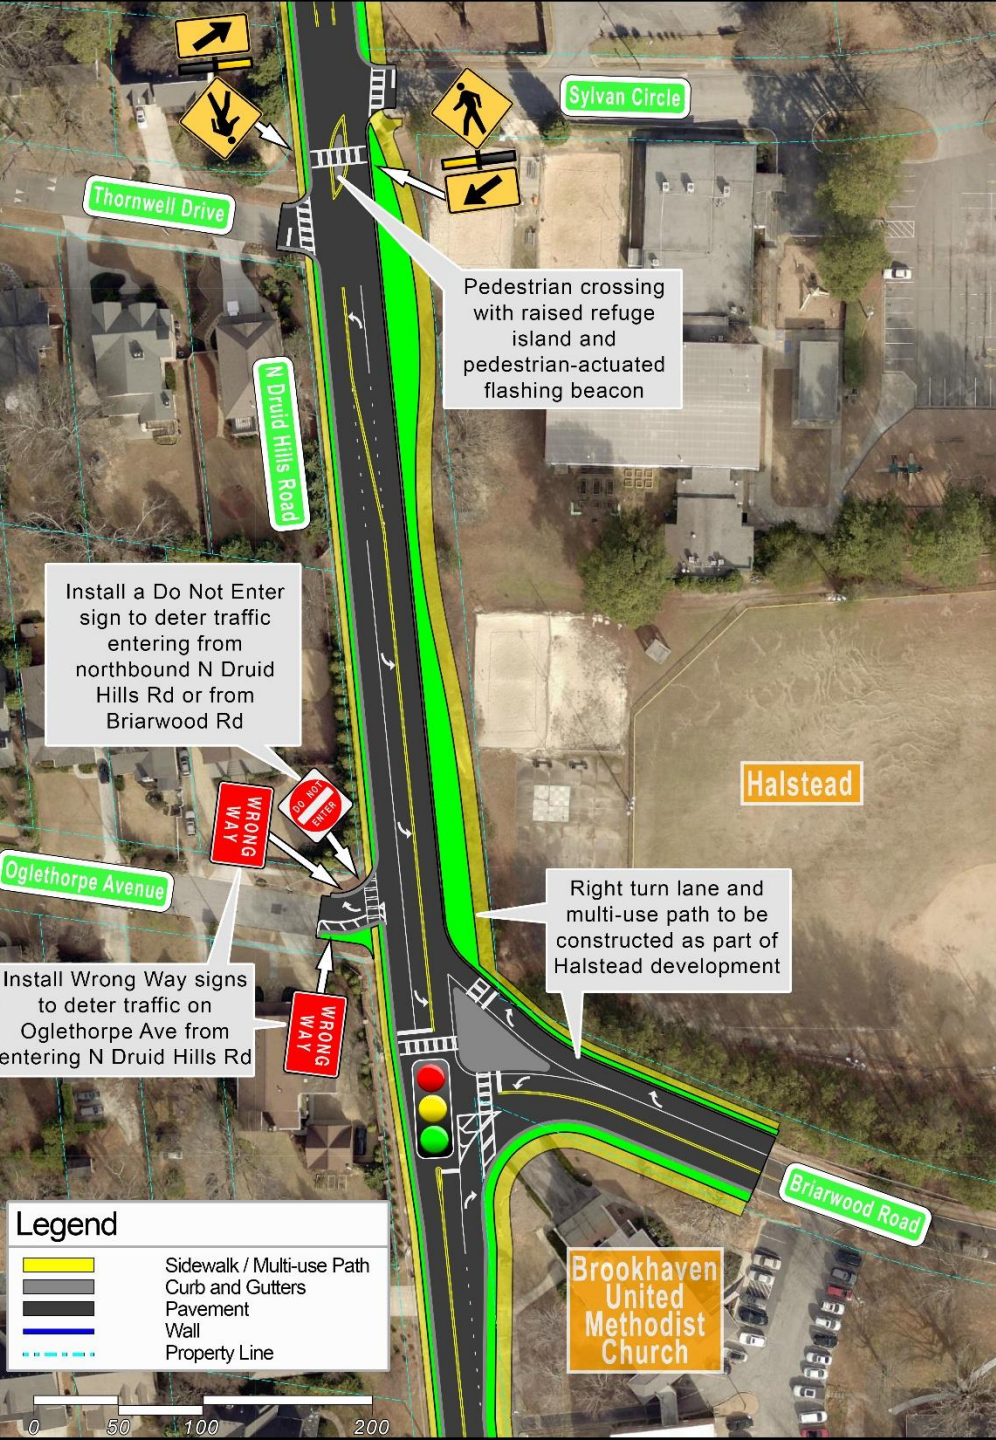 Sylvan Circle
Thornwell Drive
Pedestrian crossing
with raised refuge
island and
pedestrian-actuated
flashing beacon
N Druid Hills Road
Install a Do Not Enter
sign to deter traffic
entering from
northbound N Druid
Hills Rd or from
Briarwood Rd
Halstead
DO NOT
ENTER
WRONG
WAY
Oglethorpe Avenue
Right turn lane and
multi-use path to be
constructed as part of
Halstead development
Install Wrong Way signs
to deter traffic on
Oglethorpe Ave from
entering N Druid Hills Rd
WRONG
WAY
Briarwood Road
Brookhaven
United
Methodist
Church
Legend
Sidewalk / Multi-use Path
Curb and Gutters
Pavement
Wall
Property Line
0 50 100 200